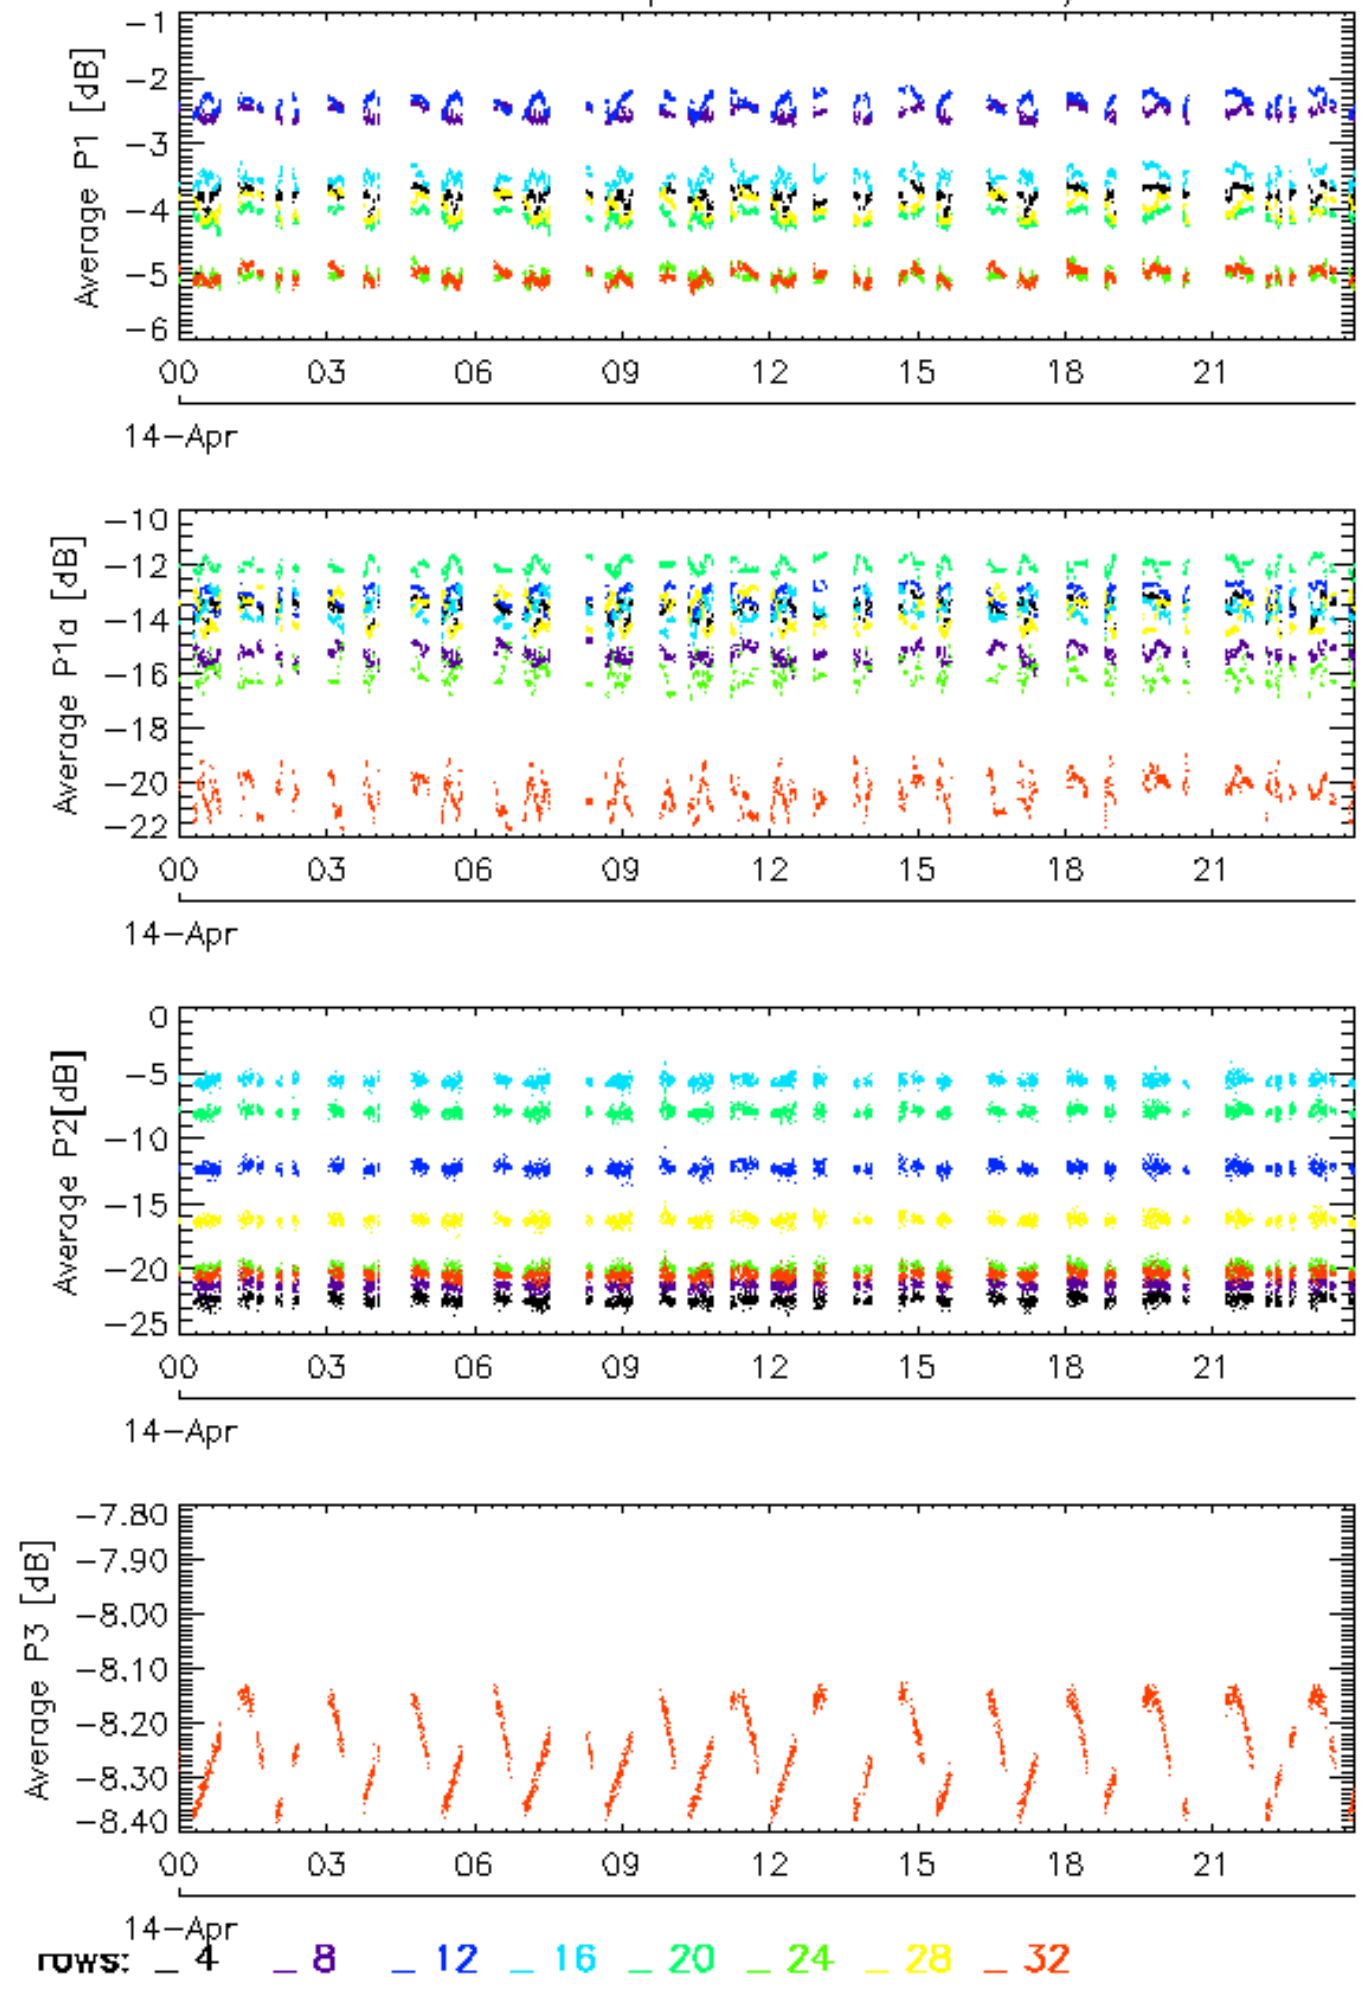 Average P1 [dB]
-1
-2
-3
-4
-5
-6
00 03 06 09 12 15 18 21
14-Apr
Average P1a [dB]
-10
-12
-14
-16
-18
-20
-22
00 03 06 09 12 15 18 21
14-Apr
Average P2[dB]
0
-5
-10
-15
-20
-25
00 03 06 09 12 15 18 21
14-Apr
Average P3 [dB]
-7.80
-7.90
-8.00
-8.10
-8.20
-8.30
-8.40
00 03 06 09 12 15 18 21
14-Apr
rows: _ 4 _ 8 _ 12 _ 16 _ 20 _ 24 _ 28 _ 32